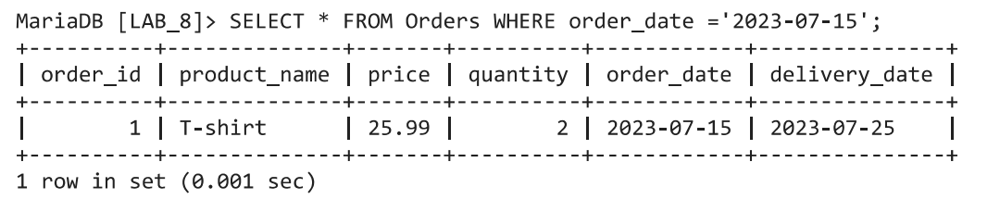 MariaDB [LAB_8]> SELECT * FROM Orders WHERE order_date ='2023-07-15';
+----------+--------------+-------+----------+------------+---------------+
| order_id | product_name | price | quantity | order_date | delivery_date |
+----------+--------------+-------+----------+------------+---------------+
|        1 | T-shirt      | 25.99 |        2 | 2023-07-15 | 2023-07-25    |
+----------+--------------+-------+----------+------------+---------------+
1 row in set (0.001 sec)